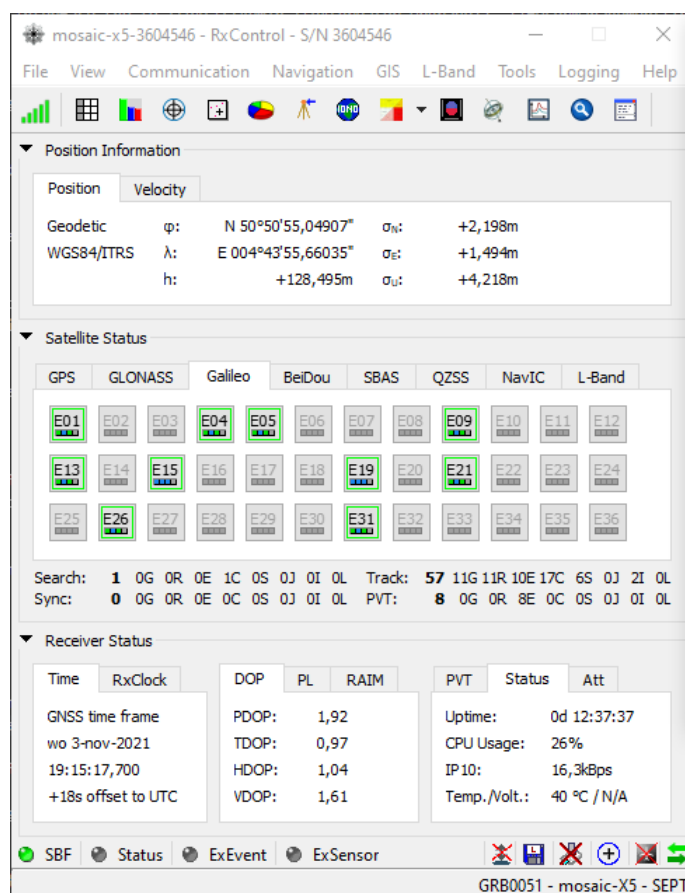 mosaic-x5-3604546 - RxControl - S/N 3604546
File View Communication Navigation GIS L-Band Tools Logging Help
IONO
Position Information
Position Velocity
Geodetic φ: N 50°50'55,04907" σN: +2,198m
WGS84/ITRS λ: E 004°43'55,66035" σE: +1,494m
h: +128,495m σU: +4,218m
Satellite Status
GPS GLONASS Galileo BeiDou SBAS QZSS NavIC L-Band
E01 E02 E03 E04 E05 E06 E07 E08 E09 E10 E11 E12
E13 E14 E15 E16 E17 E18 E19 E20 E21 E22 E23 E24
E25 E26 E27 E28 E29 E30 E31 E32 E33 E34 E35 E36
Search: 1 0G 0R 0E 1C 0S 0J 0I 0L Track: 57 11G 11R 10E 17C 6S 0J 2I 0L
Sync: 0 0G 0R 0E 0C 0S 0J 0I 0L PVT: 8 0G 0R 8E 0C 0S 0J 0I 0L
Receiver Status
Time RxClock DOP PL RAIM PVT Status Att
GNSS time frame PDOP: 1,92 Uptime: 0d 12:37:37
wo 3-nov-2021 TDOP: 0,97 CPU Usage: 26%
19:15:17,700 HDOP: 1,04 IP10: 16,3kBps
+18s offset to UTC VDOP: 1,61 Temp./Volt.: 40 °C / N/A
SBF Status ExEvent ExSensor
GRB0051 - mosaic-X5 - SEPT